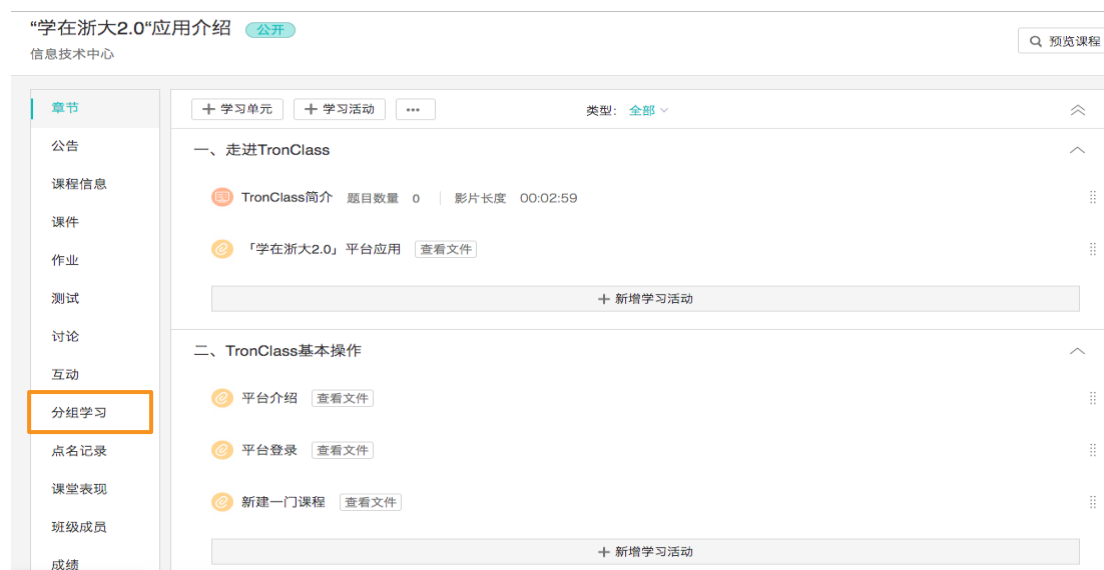 “学在浙大2.0“应用介绍 公开
信息技术中心
预览课程
章节
公告
课程信息
课件
作业
测试
讨论
互动
分组学习
点名记录
课堂表现
班级成员
成绩
学习单元 学习活动 ··· 类型: 全部
一、走进TronClass
TronClass简介 题目数量 0 影片长度 00:02:59
「学在浙大2.0」平台应用 查看文件
新增学习活动
二、TronClass基本操作
平台介绍 查看文件
平台登录 查看文件
新建一门课程 查看文件
新增学习活动